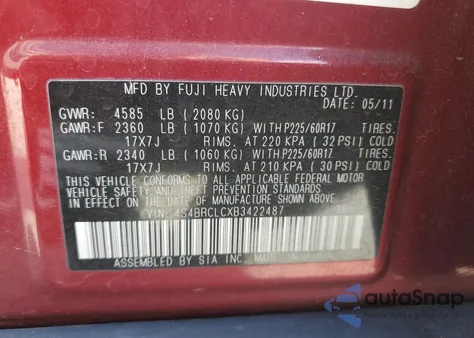 MFD BY FUJI HEAVY INDUSTRIES LTD.
DATE: 05/11
GVWR: 4585 LB ( 2080 KG)
GAWR:F 2360 LB ( 1070 KG) WITH P225/60R17 TIRES.
17X7J RIMS. AT 220 KPA ( 32 PSI) COLD
GAWR:R 2340 LB ( 1060 KG) WITH P225/60R17 TIRES.
17X7J RIMS. AT 210 KPA ( 30 PSI) COLD
THIS VEHICLE CONFORMS TO ALL APPLICABLE FEDERAL MOTOR
VEHICLE SAFETY, BUMPER, AND THEFT PREVENTION STANDARDS IN
EFFECT ON THE DATE OF MANUFACTURE SHOWN ABOVE.
VIN: 4S4BRCLCXB3422487
ASSEMBLED BY SIA INC.
autoSnap